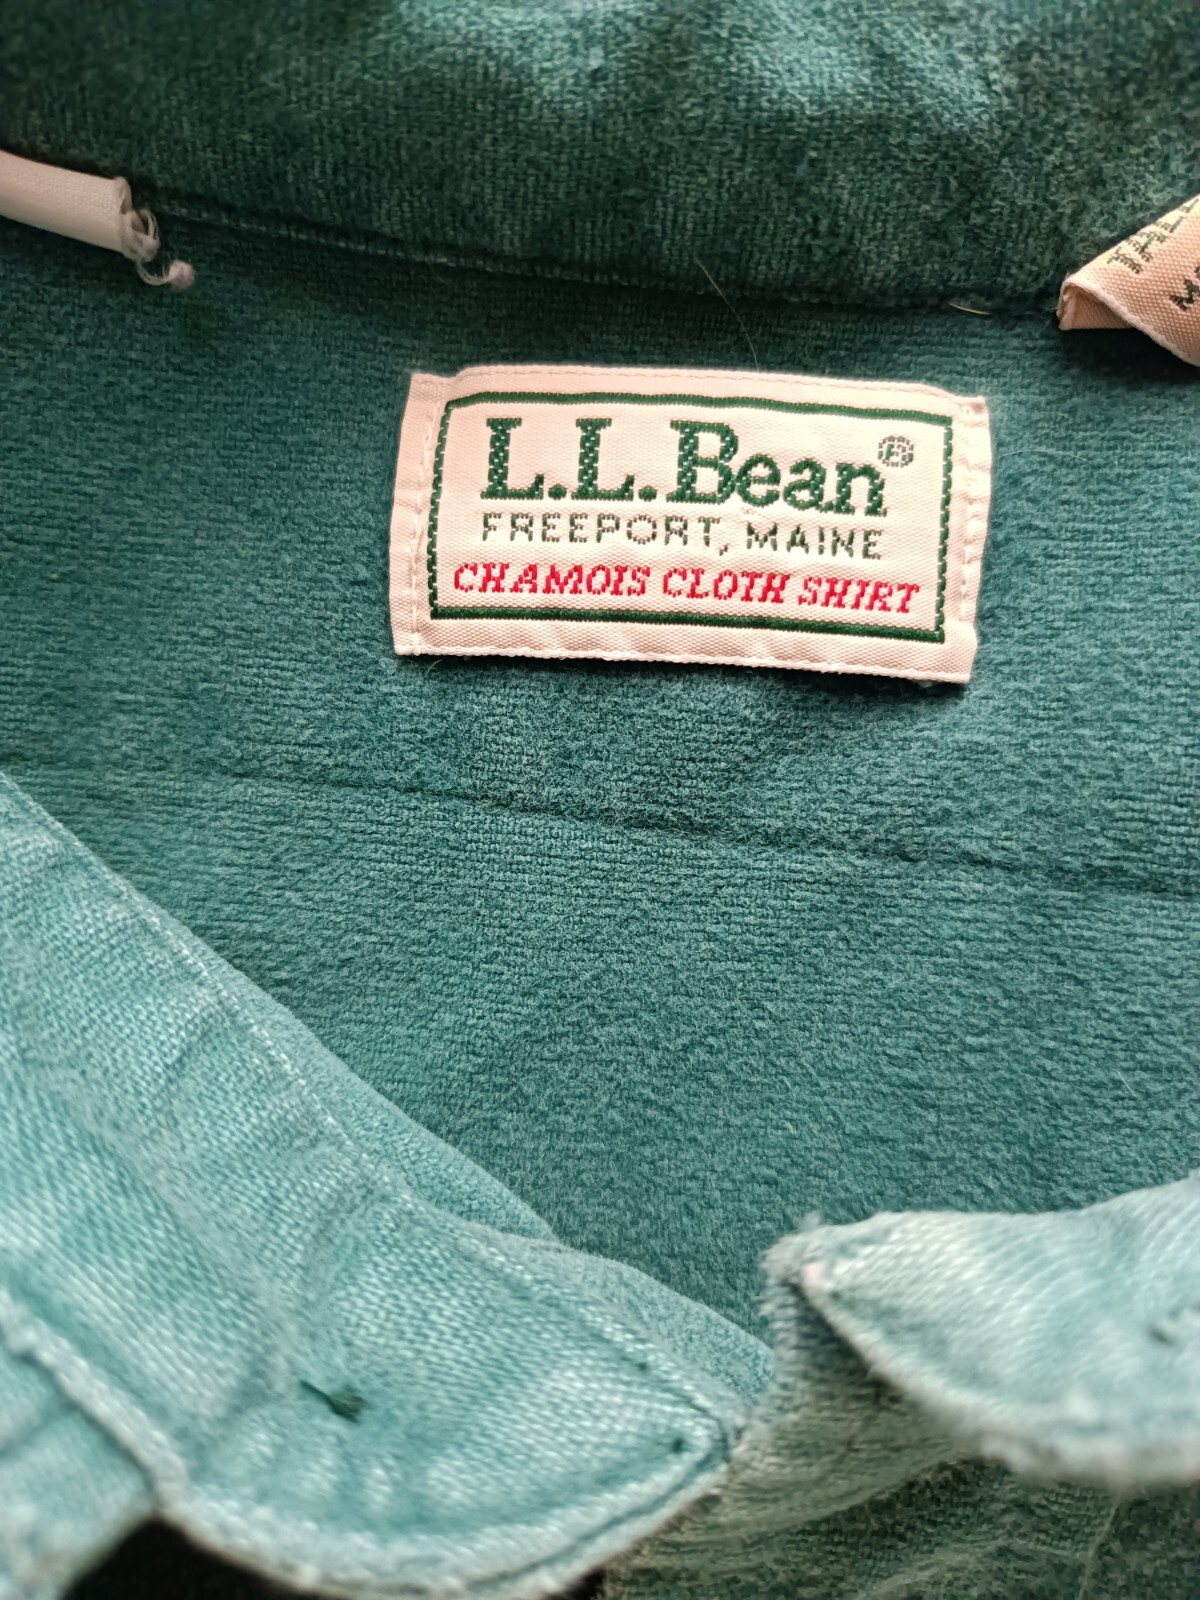 L.L.Bean®
FREEPORT, MAINE
CHAMOIS CLOTH SHIRT